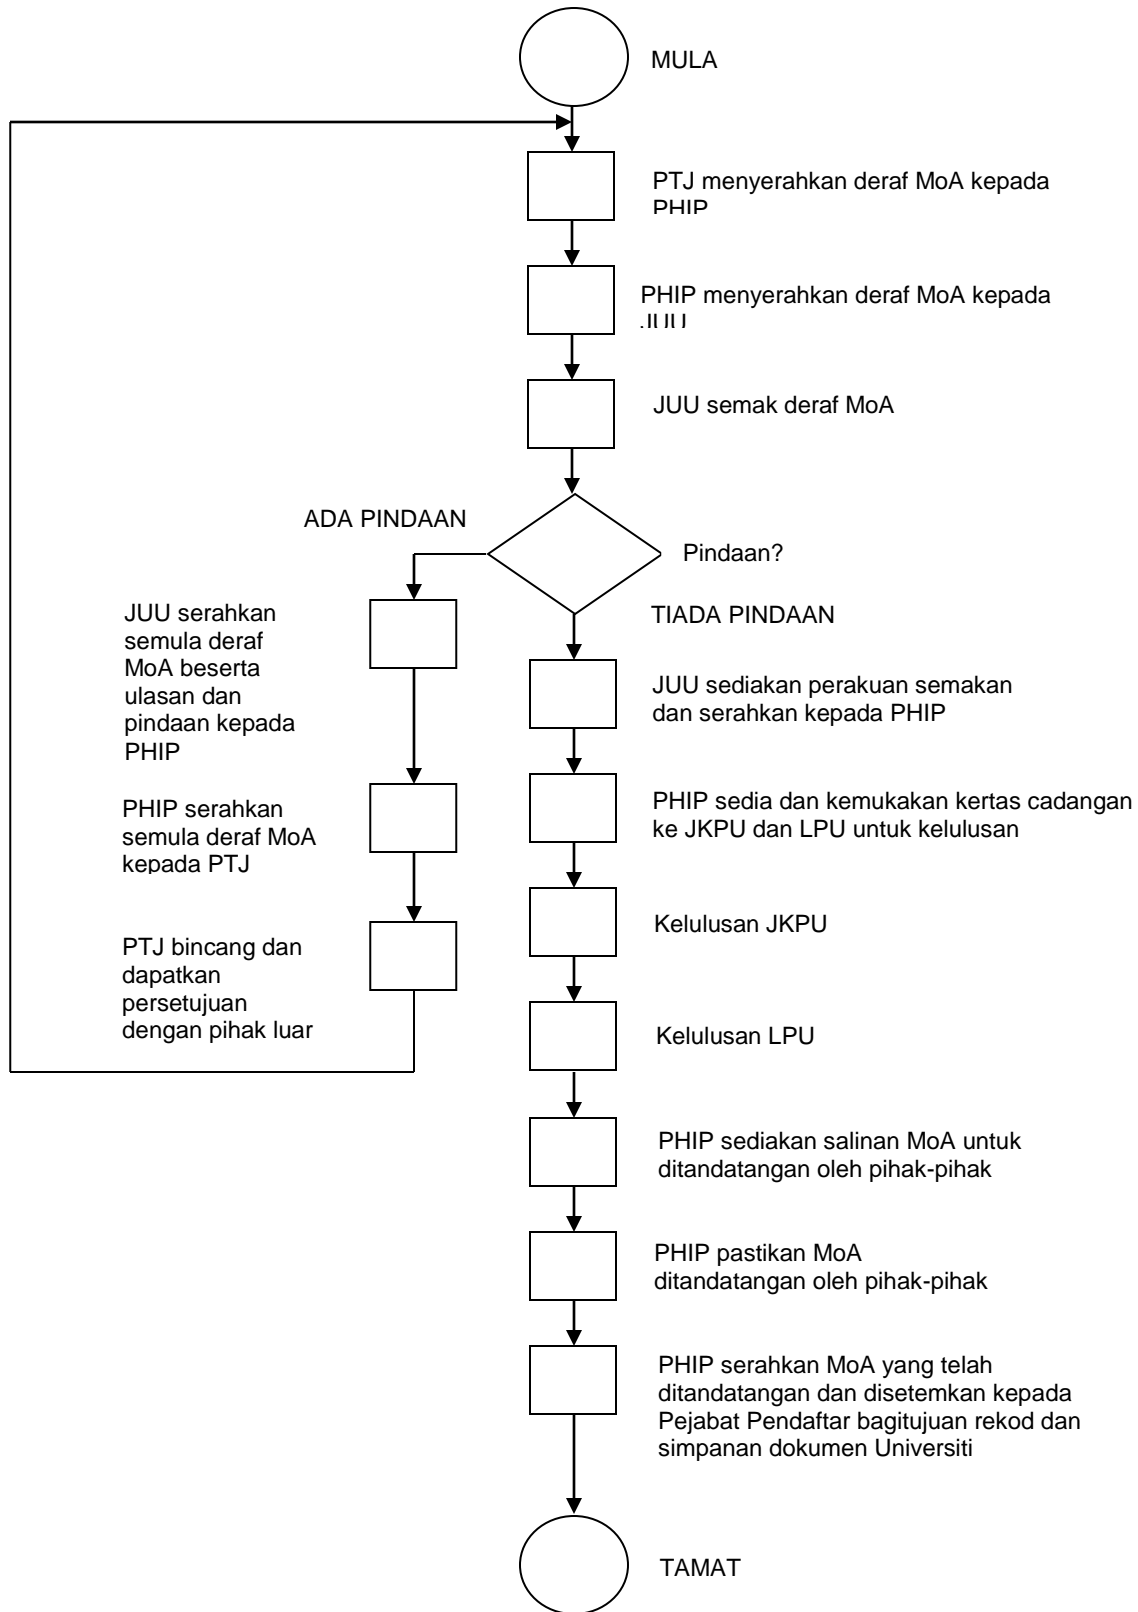 MULA
PTJ menyerahkan deraf MoA kepada
PHIP
PHIP menyerahkan deraf MoA kepada
JUU
JUU semak deraf MoA
ADA PINDAAN
Pindaan?
TIADA PINDAAN
JUU serahkan
semula deraf
MoA beserta
ulasan dan
pindaan kepada
PHIP
PHIP serahkan
semula deraf MoA
kepada PTJ
PTJ bincang dan
dapatkan
persetujuan
dengan pihak luar
JUU sediakan perakuan semakan
dan serahkan kepada PHIP
PHIP sedia dan kemukakan kertas cadangan
ke JKPU dan LPU untuk kelulusan
Kelulusan JKPU
Kelulusan LPU
PHIP sediakan salinan MoA untuk
ditandatangan oleh pihak-pihak
PHIP pastikan MoA
ditandatangan oleh pihak-pihak
PHIP serahkan MoA yang telah
ditandatangan dan disetemkan kepada
Pejabat Pendaftar bagitujuan rekod dan
simpanan dokumen Universiti
TAMAT